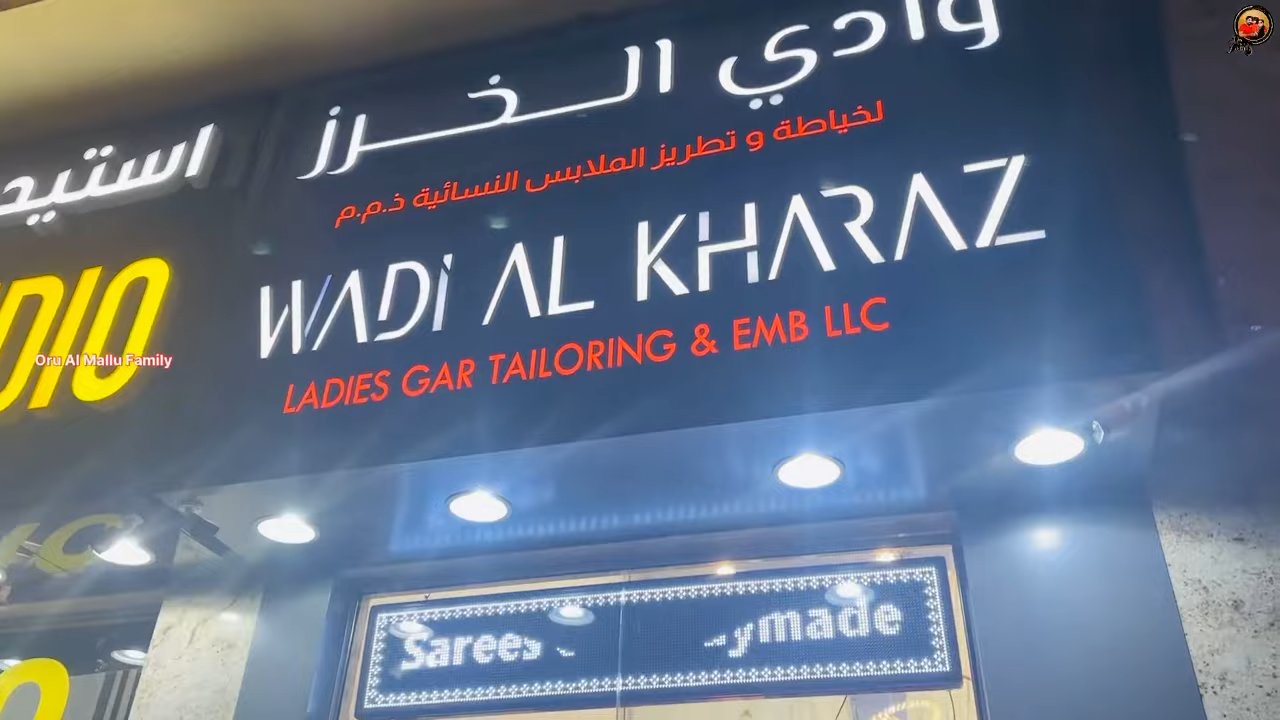 وادي الخرز
لخياطة و تطريز الملابس النسائية ذ.م.م
WADI AL KHARAZ
LADIES GAR TAILORING & EMB LLC
Oru Al Mallu Family
Sarees
made